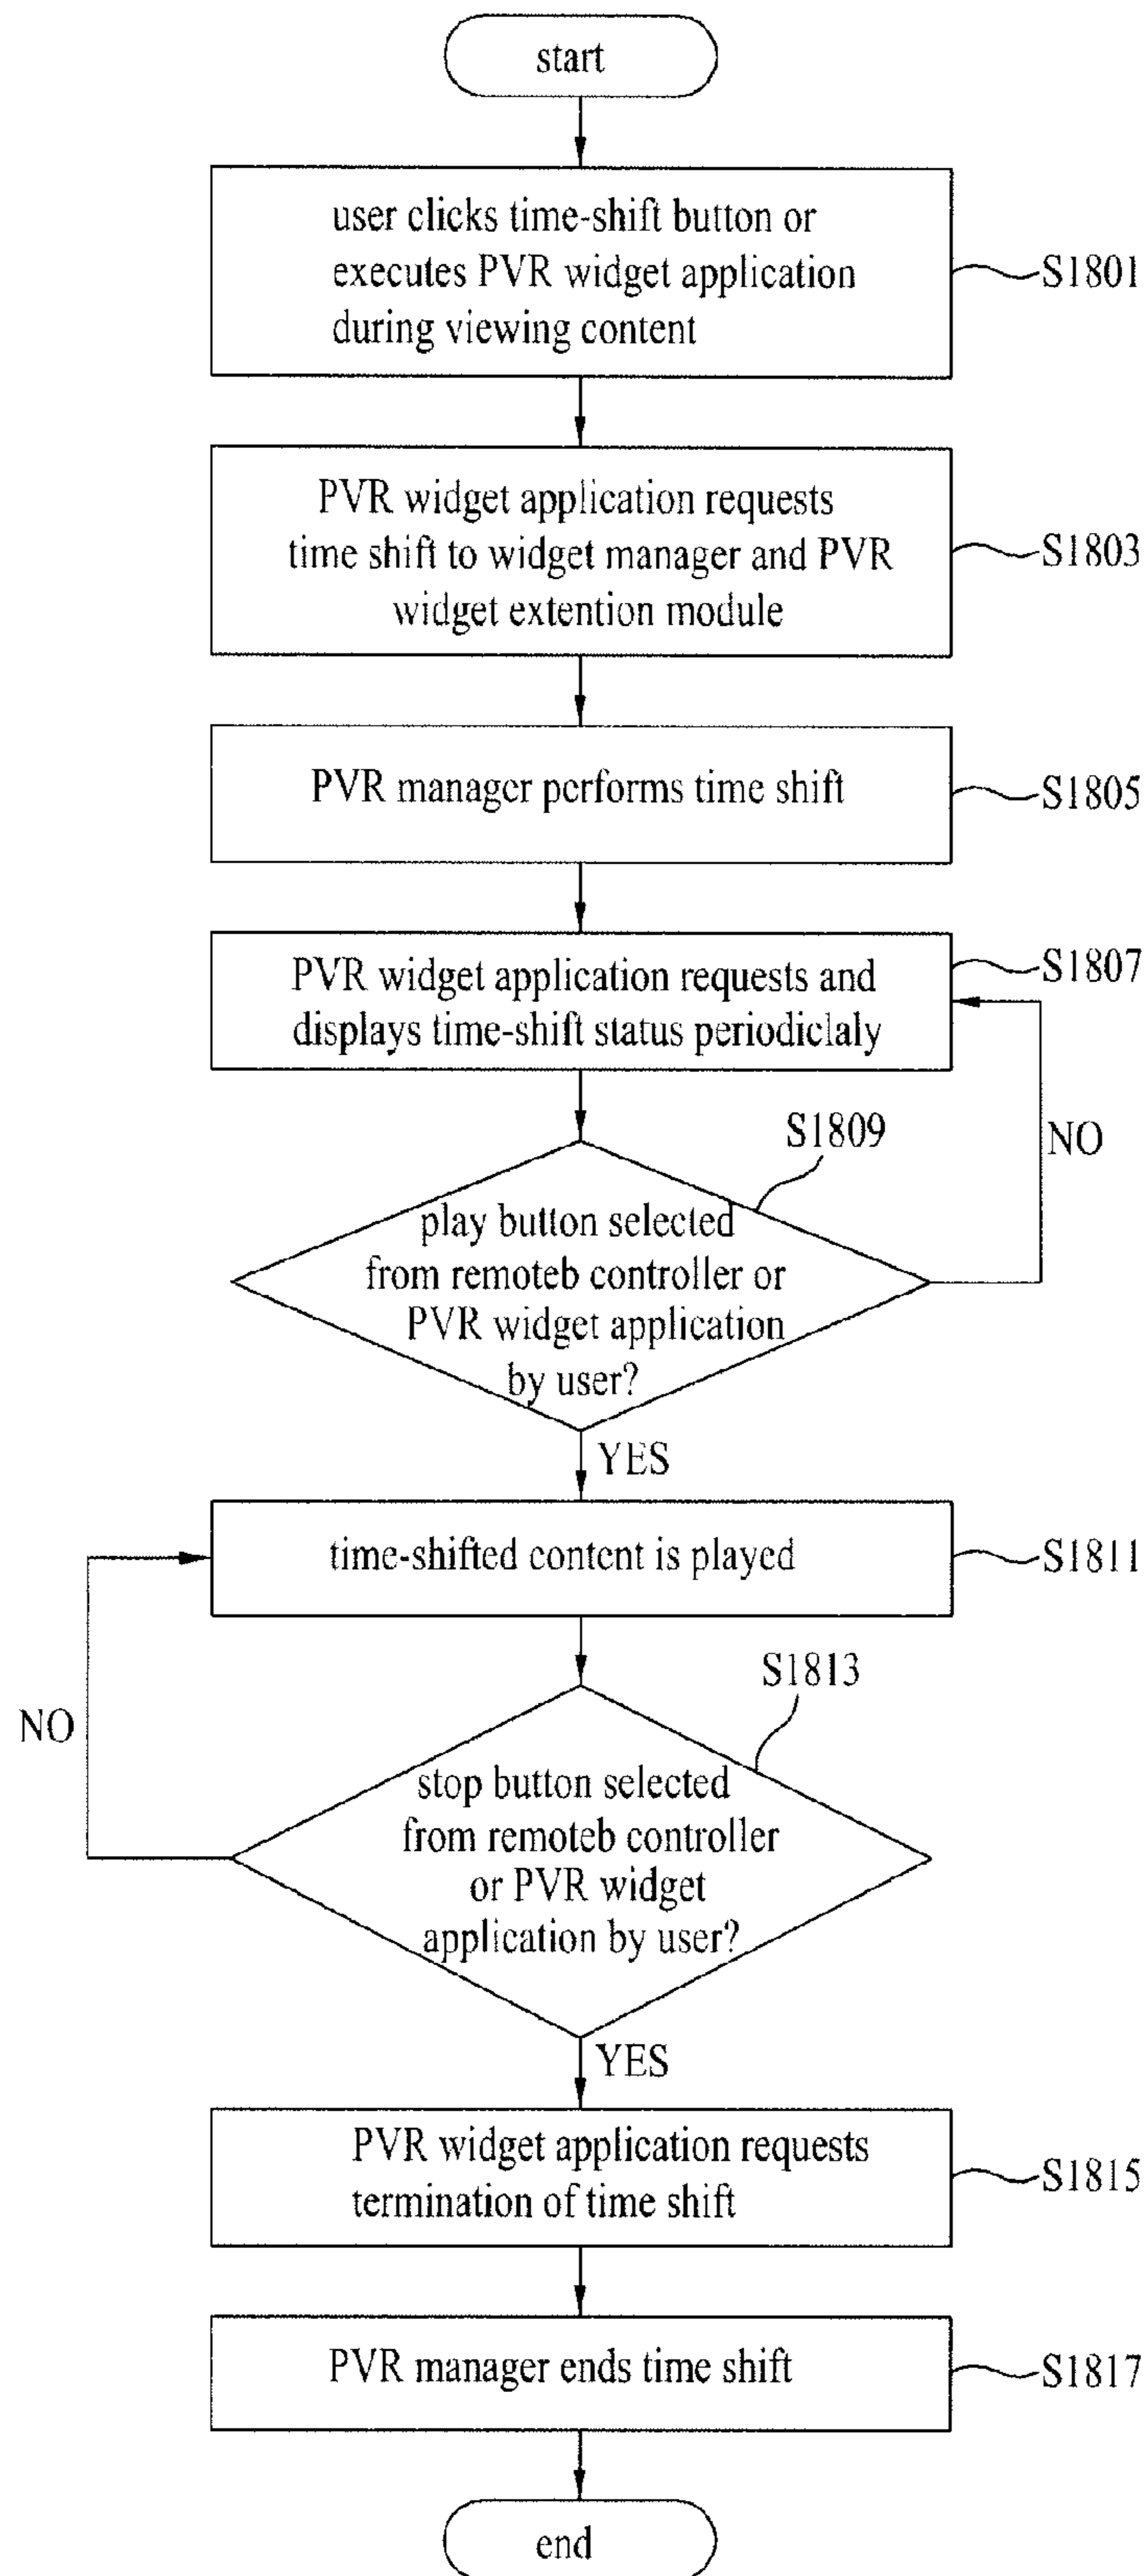 start
user clicks time-shift button or
executes PVR widget application
during viewing content
S1801
PVR widget application requests
time shift to widget manager and PVR
widget extention module
S1803
PVR manager performs time shift
S1805
PVR widget application requests and
displays time-shift status periodiclaly
S1807
S1809
NO
play button selected
from remoteb controller or
PVR widget application
by user?
YES
time-shifted content is played
S1811
S1813
NO
stop button selected
from remoteb controller
or PVR widget
application by user?
YES
PVR widget application requests
termination of time shift
S1815
PVR manager ends time shift
S1817
end